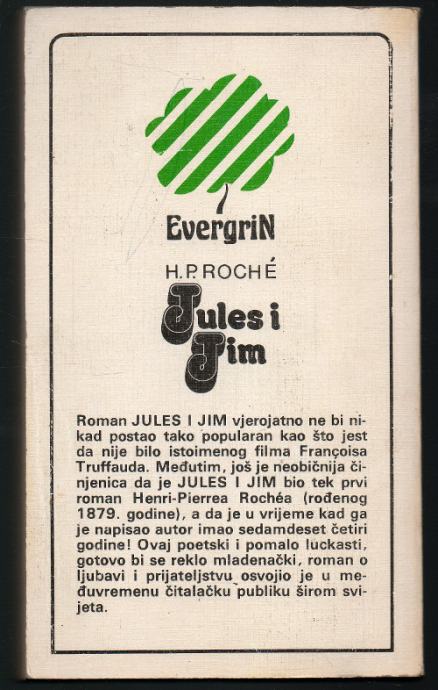 EvergriN
H.P. ROCHÉ
Jules i
Jim
Roman JULES I JIM vjerojatno ne bi ni-
kad postao tako popularan kao što jest
da nije bilo istoimenog filma Françoisa
Truffauda. Međutim, još je neobičnija či-
njenica da je JULES I JIM bio tek prvi
roman Henri-Pierrea Rochéa (rođenog
1879. godine), a da je u vrijeme kad ga
je napisao autor imao sedamdeset četiri
godine! Ovaj poetski i pomalo luckasti,
gotovo bi se reklo mladenački, roman o
ljubavi i prijateljstvu osvojio je u me-
đuvremenu čitalačku publiku širom svi-
jeta.